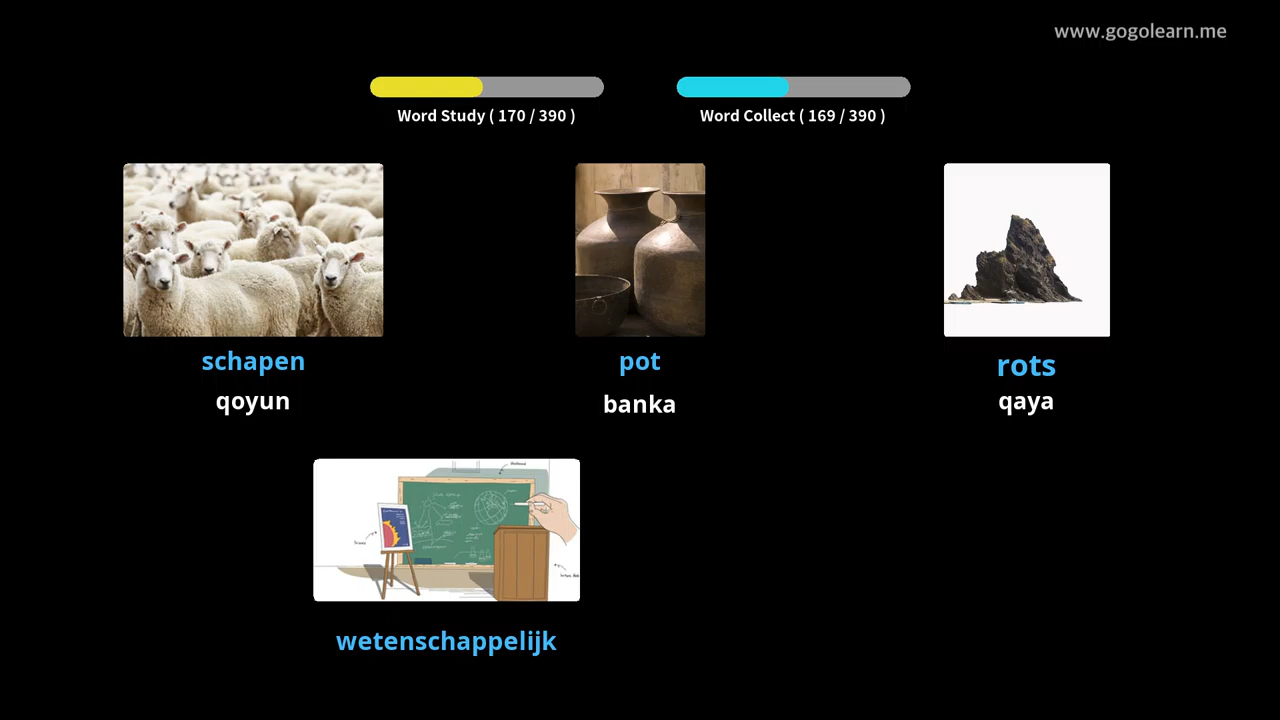 www.gogolearn.me
Word Study ( 170 / 390 )
Word Collect ( 169 / 390 )
schapen
pot
rots
qoyun
banka
qaya
wetenschappelijk